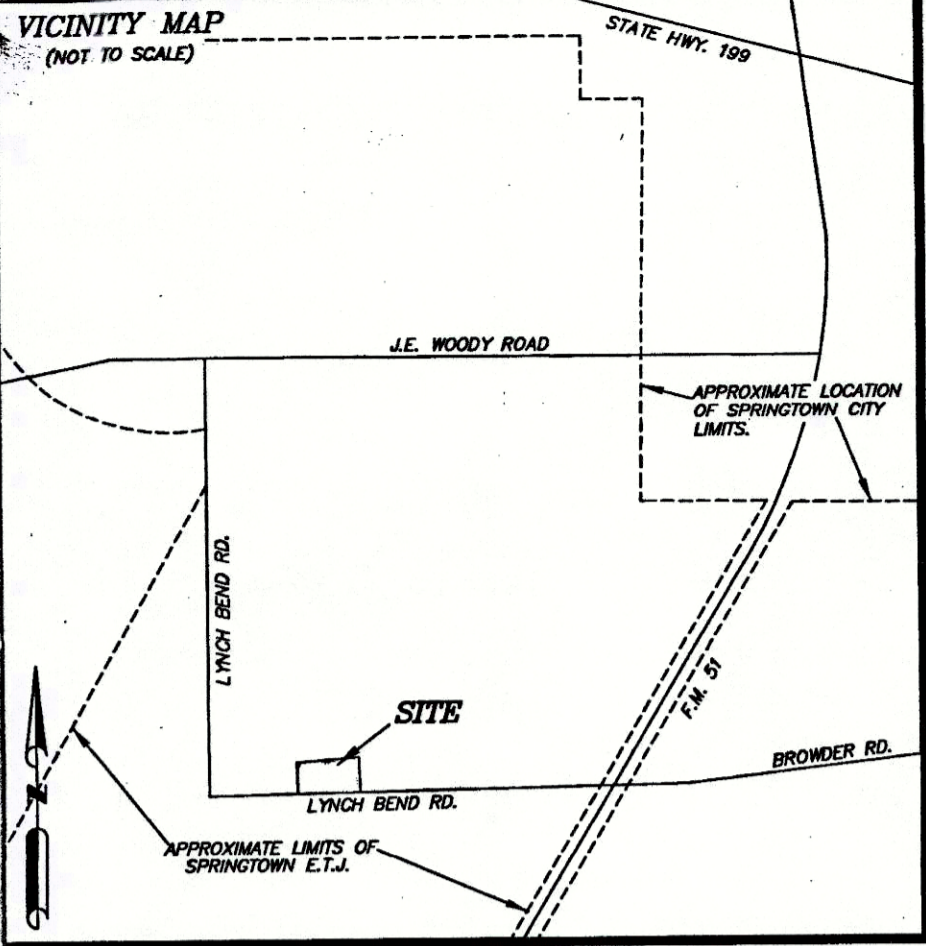 VICINITY MAP
(NOT TO SCALE)
STATE HWY. 199
J.E. WOODY ROAD
APPROXIMATE LOCATION
OF SPRINGTOWN CITY
LIMITS.
LYNCH BEND RD.
F.M. 51
SITE
BROWDER RD.
LYNCH BEND RD.
N
APPROXIMATE LIMITS OF
SPRINGTOWN E.T.J.